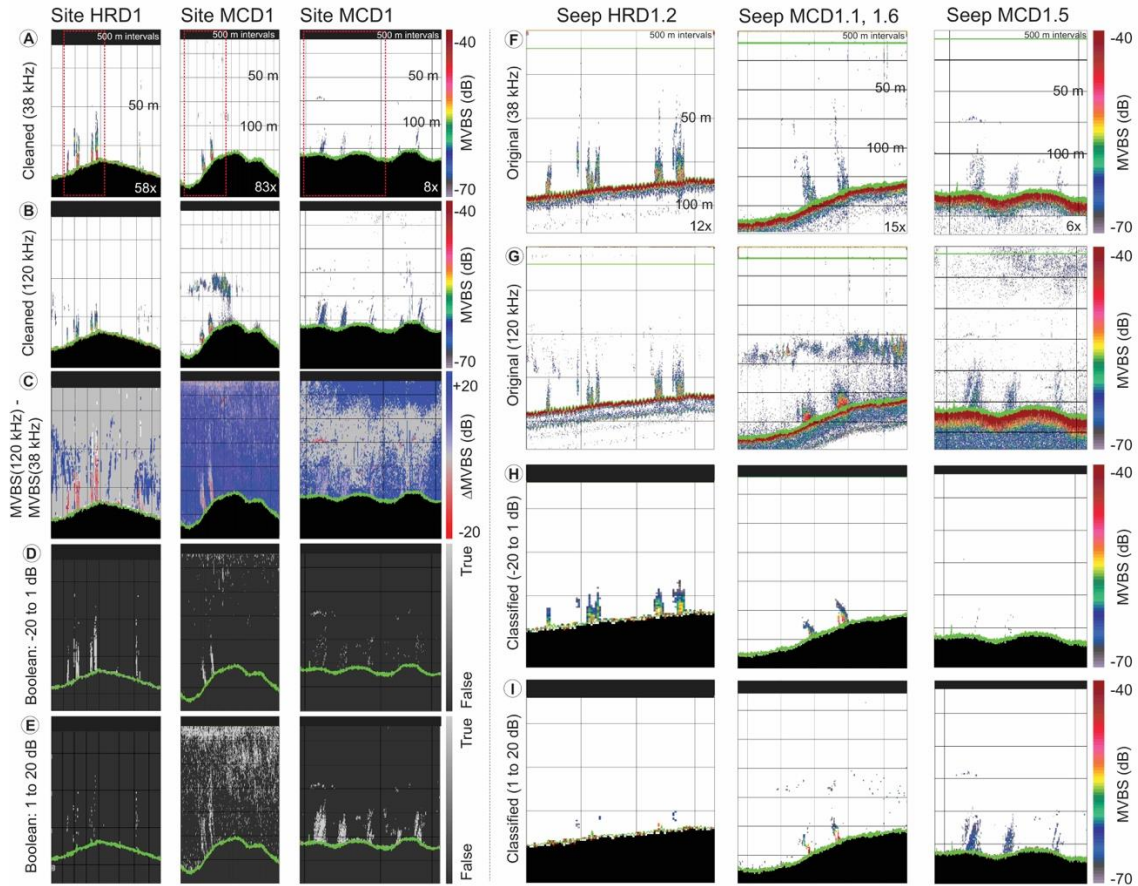 Site HRD1
Site MCD1
Site MCD1
A
500 m intervals
500 m intervals
Cleaned (38 kHz)
50 m
50 m
100 m
100 m
58x
83x
8x
-40
MVBS (dB)
-70
B
Cleaned (120 kHz)
-40
MVBS (dB)
-70
C
MVBS(120 kHz) -
MVBS(38 kHz)
+20
ΔMVBS (dB)
-20
D
Boolean: -20 to 1 dB
True
False
E
Boolean: 1 to 20 dB
True
False
Seep HRD1.2
Seep MCD1.1, 1.6
Seep MCD1.5
F
500 m intervals
500 m intervals
500 m intervals
Original (38 kHz)
50 m
50 m
50 m
100 m
100 m
100 m
12x
15x
6x
-40
MVBS (dB)
-70
G
Original (120 kHz)
-40
MVBS (dB)
-70
H
Classified (-20 to 1 dB)
-40
MVBS (dB)
-70
I
Classified (1 to 20 dB)
-40
MVBS (dB)
-70